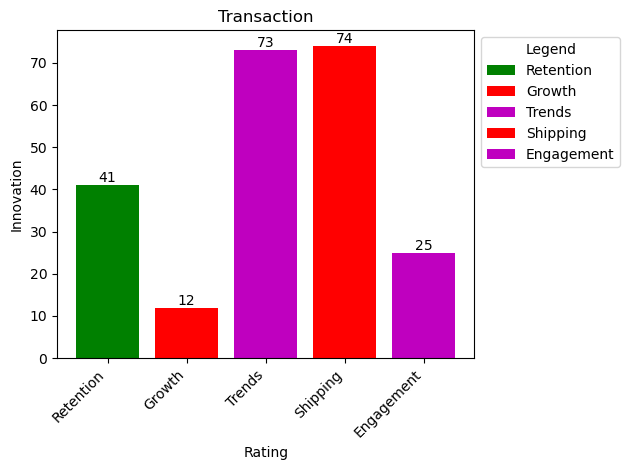 Transaction
Innovation
70
60
50
40
30
20
10
0
41
12
73
74
25
Retention
Growth
Trends
Shipping
Engagement
Rating
Legend
Retention
Growth
Trends
Shipping
Engagement